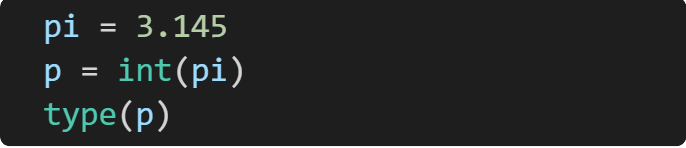 pi = 3.145
p = int(pi)
type(p)